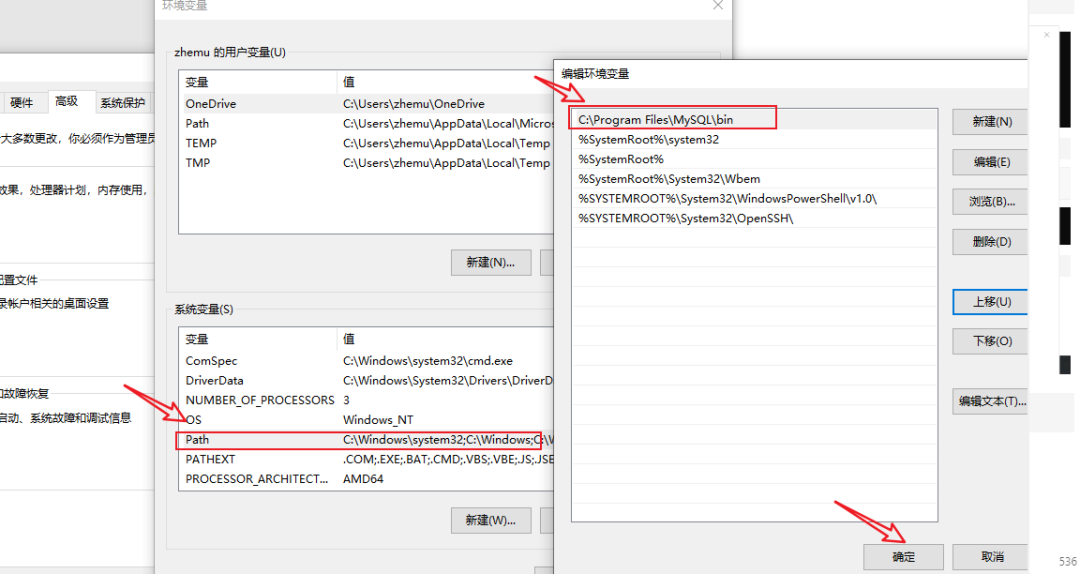 环境变量
硬件
高级
系统保护
大多数更改，你必须作为管理员
效果，处理器计划，内存使用，
配置文件
录帐户相关的桌面设置
和故障恢复
启动、系统故障和调试信息
zhemu 的用户变量(U)
变量 值
OneDrive C:\Users\zhemu\OneDrive
Path C:\Users\zhemu\AppData\Local\Micros
TEMP C:\Users\zhemu\AppData\Local\Temp
TMP C:\Users\zhemu\AppData\Local\Temp
新建(N)...
系统变量(S)
变量 值
ComSpec C:\Windows\system32\cmd.exe
DriverData C:\Windows\System32\Drivers\DriverD
NUMBER_OF_PROCESSORS 3
OS Windows_NT
Path C:\Windows\system32;C:\Windows;C:\W
PATHEXT .COM;.EXE;.BAT;.CMD;.VBS;.VBE;.JS;.JSE
PROCESSOR_ARCHITECT... AMD64
新建(W)...
编辑环境变量
C:\Program Files\MySQL\bin
%SystemRoot%\system32
%SystemRoot%
%SystemRoot%\System32\Wbem
%SYSTEMROOT%\System32\WindowsPowerShell\v1.0\
%SYSTEMROOT%\System32\OpenSSH\
新建(N)
编辑(E)
浏览(B)...
删除(D)
上移(U)
下移(O)
编辑文本(T)...
确定
取消
536